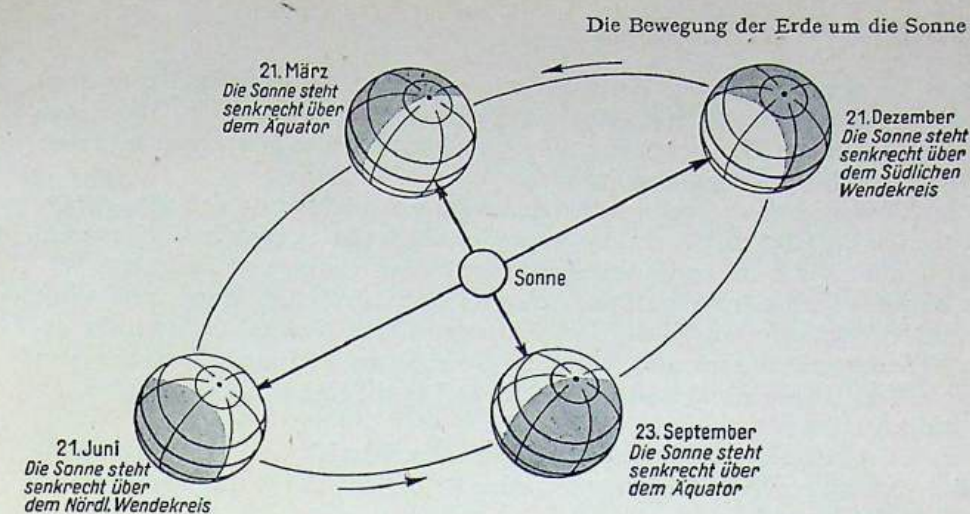 Die Bewegung der Erde um die Sonne
21. März
Die Sonne steht
senkrecht über
dem Äquator
21. Dezember
Die Sonne steht
senkrecht über
dem Südlichen
Wendekreis
Sonne
21. Juni
Die Sonne steht
senkrecht über
dem Nördl. Wendekreis
23. September
Die Sonne steht
senkrecht über
dem Äquator